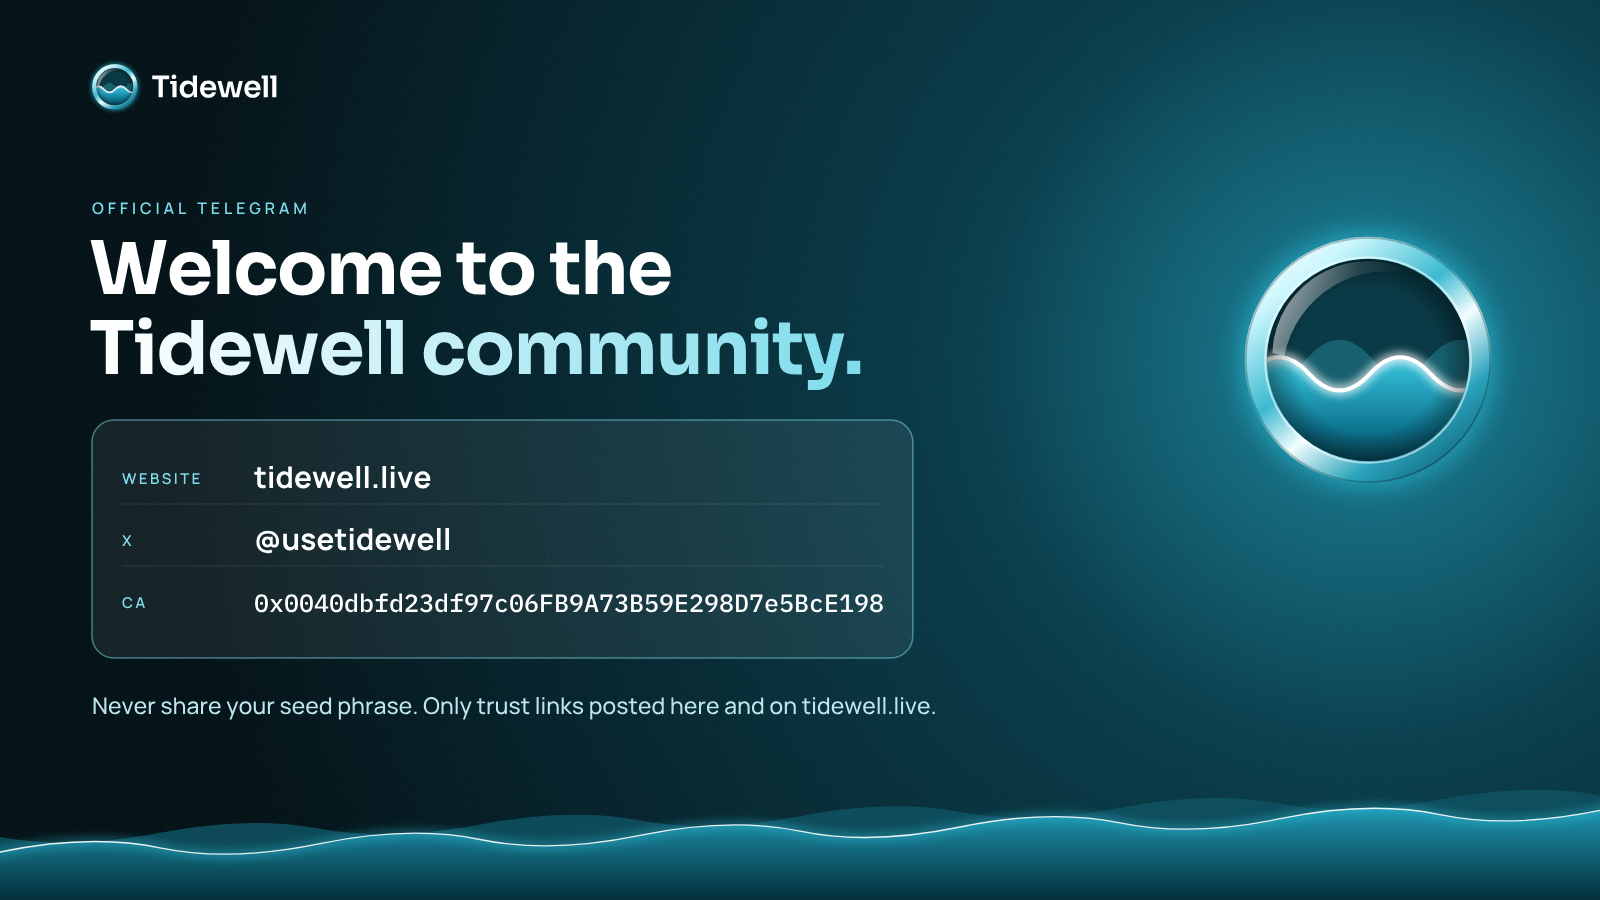 Tidewell
OFFICIAL TELEGRAM
Welcome to the
Tidewell community.
WEBSITE tidewell.live
X @usetidewell
CA 0x0040dbfd23df97c06FB9A73B59E298D7e5BcE198
Never share your seed phrase. Only trust links posted here and on tidewell.live.